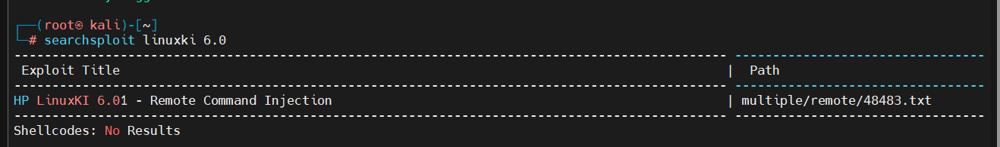 ┌──(root㉿ kali)-[~]
└─# searchsploit linuxki 6.0
---------------------------------------------------------------------------------------------- ---------------------------------
 Exploit Title                                                                                |  Path
---------------------------------------------------------------------------------------------- ---------------------------------
HP LinuxKI 6.01 - Remote Command Injection                                                    | multiple/remote/48483.txt
---------------------------------------------------------------------------------------------- ---------------------------------
Shellcodes: No Results